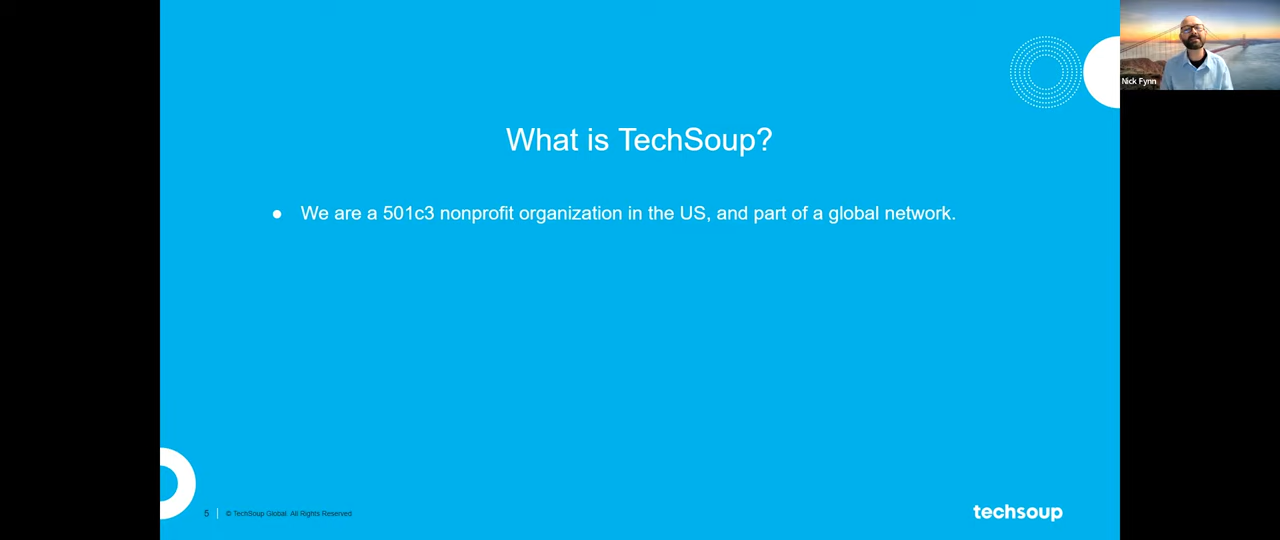 Nick Fynn
What is TechSoup?
● We are a 501c3 nonprofit organization in the US, and part of a global network.
5 | © TechSoup Global. All Rights Reserved
techsoup